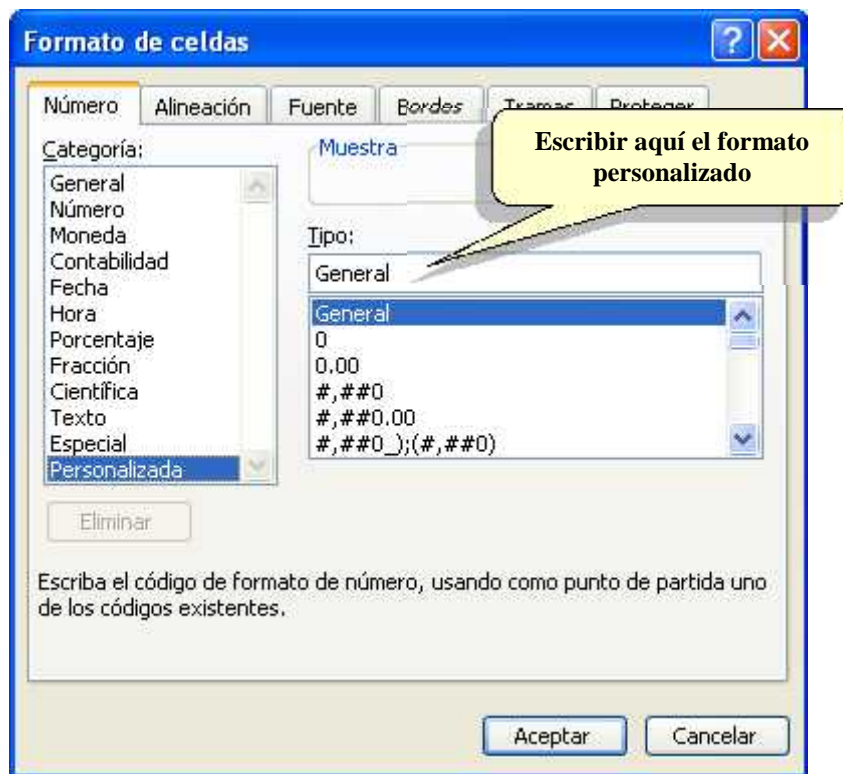 Formato de celdas
Número Alineación Fuente Bordes Tramas Proteger
Escribir aquí el formato
personalizado
Categoría:
General
Número
Moneda
Contabilidad
Fecha
Hora
Porcentaje
Fracción
Científica
Texto
Especial
Personalizada
Eliminar
Muestra
Tipo:
General
General
0
0.00
#,##0
#,##0.00
#,##0_);(#,##0)
Escriba el código de formato de número, usando como punto de partida uno
de los códigos existentes.
Aceptar Cancelar